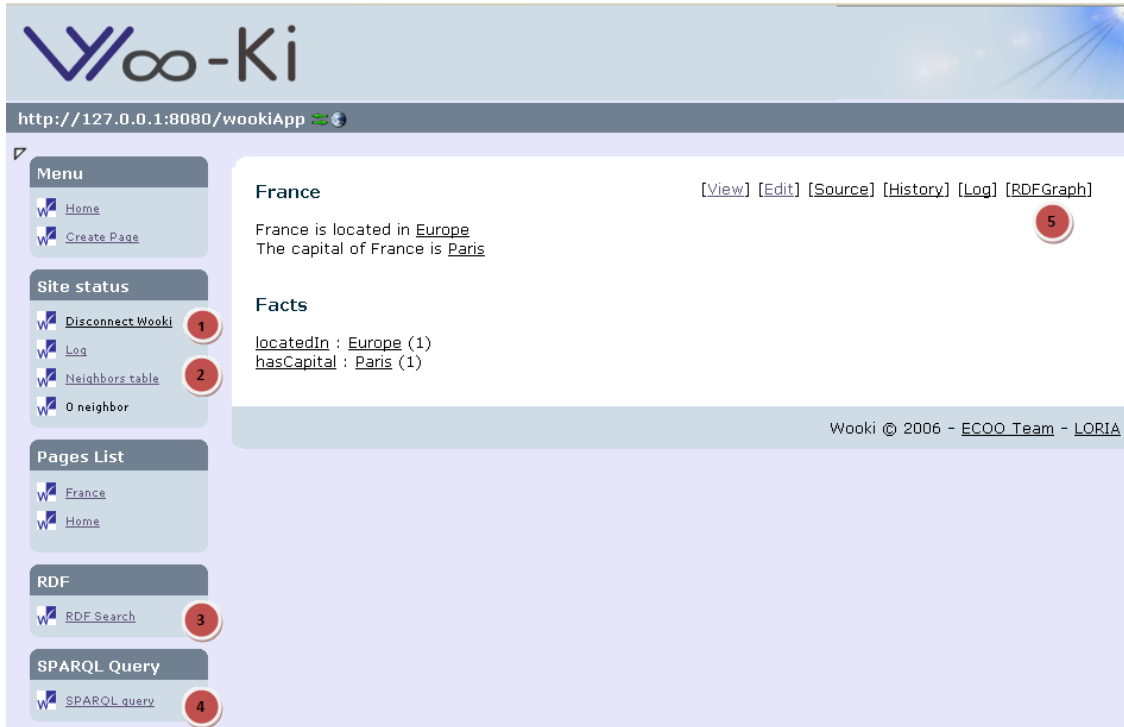 Woo-Ki
http://127.0.0.1:8080/wookiApp
Menu
Home
Create Page
Site status
Disconnect Wooki
1
Log
Neighbors table
2
0 neighbor
Pages List
France
Home
RDF
RDF Search
3
SPARQL Query
SPARQL query
4
France
[View] [Edit] [Source] [History] [Log] [RDFGraph]
5
France is located in Europe
The capital of France is Paris
Facts
locatedIn : Europe (1)
hasCapital : Paris (1)
Wooki © 2006 - ECOO Team - LORIA